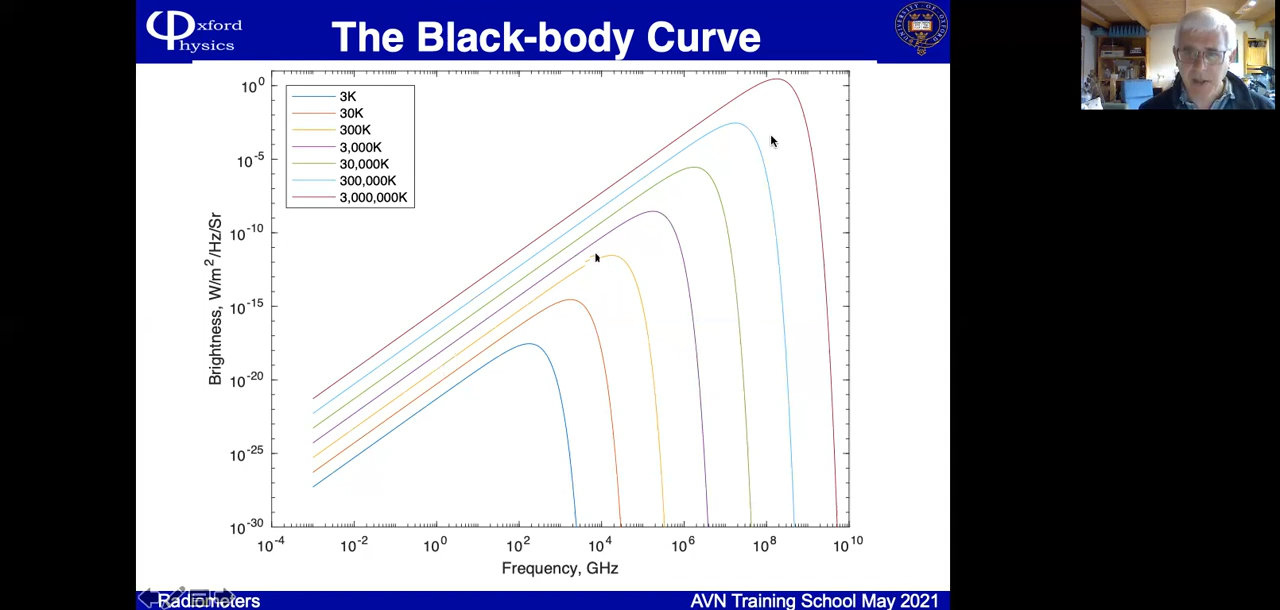 Oxford
Physics
The Black-body Curve
10^0
10^-5
10^-10
10^-15
10^-20
10^-25
10^-30
Brightness, W/m^2/Hz/Sr
3K
30K
300K
3,000K
30,000K
300,000K
3,000,000K
10^-4 10^-2 10^0 10^2 10^4 10^6 10^8 10^10
Frequency, GHz
Radiometers
AVN Training School May 2021